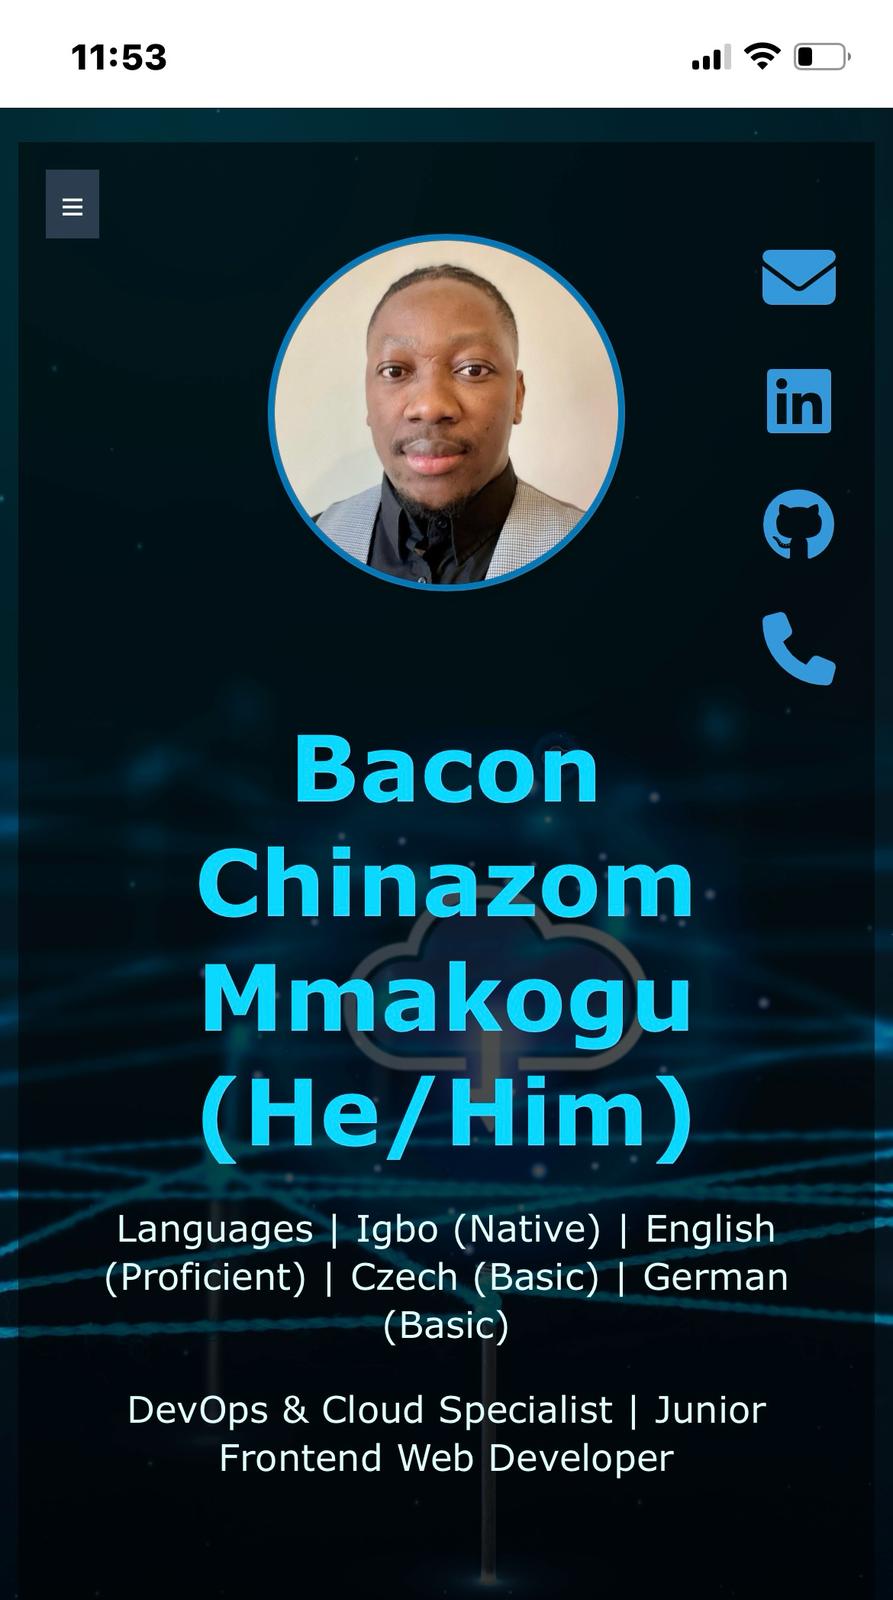 11:53
in
Bacon
Chinazom
Mmakogu
(He/Him)
Languages | Igbo (Native) | English
(Proficient) | Czech (Basic) | German
(Basic)
DevOps & Cloud Specialist | Junior
Frontend Web Developer